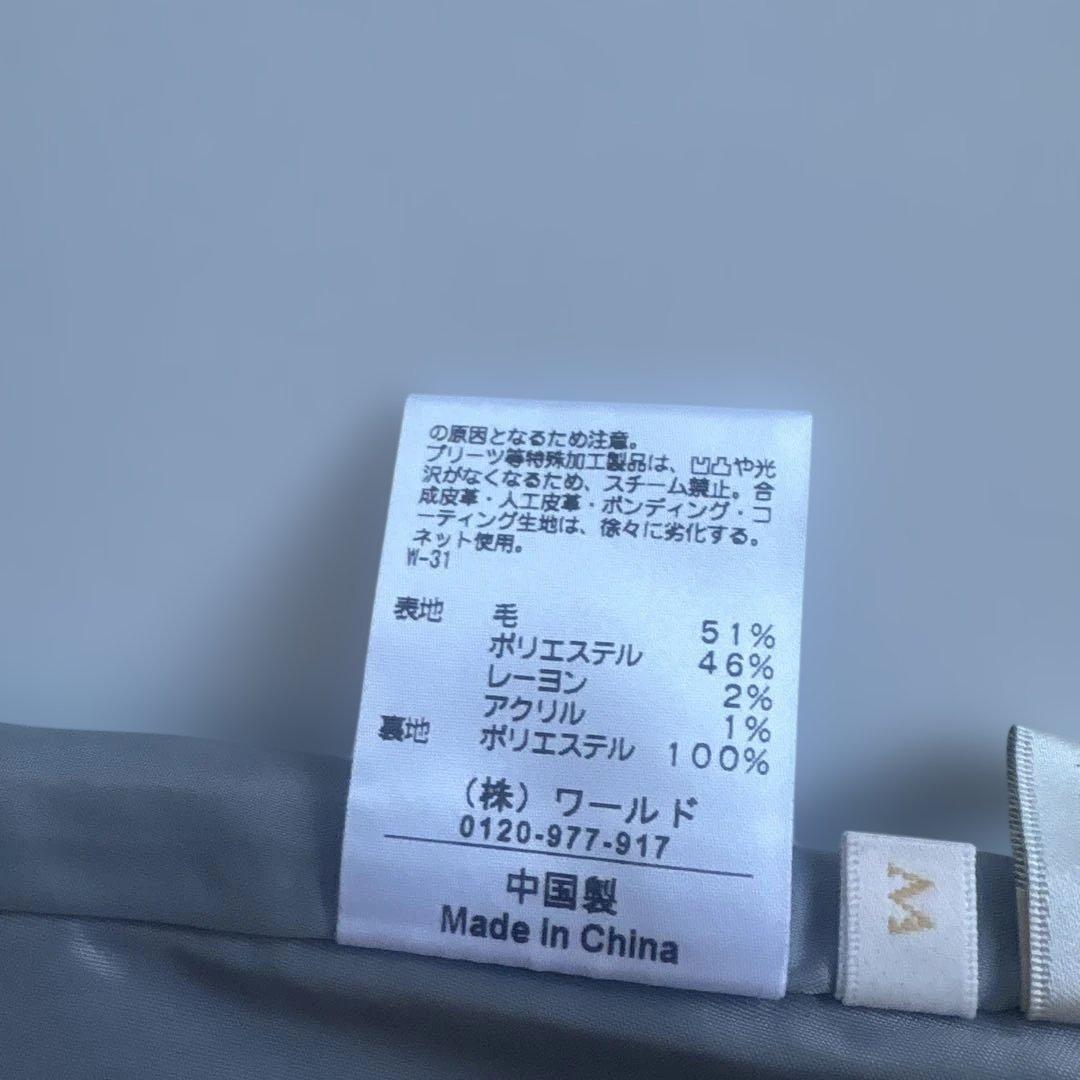 の原因となるため注意。
プリーツ等特殊加工製品は、凹凸や光
沢がなくなるため、スチーム禁止。合
成皮革・人工皮革・ボンディング・コ
ーティング生地は、徐々に劣化する。
ネット使用。
W-31
表地 毛 51%
ポリエステル 46%
レーヨン 2%
アクリル 1%
裏地 ポリエステル 100%
(株) ワールド
0120-977-917
中国製
Made in China
M